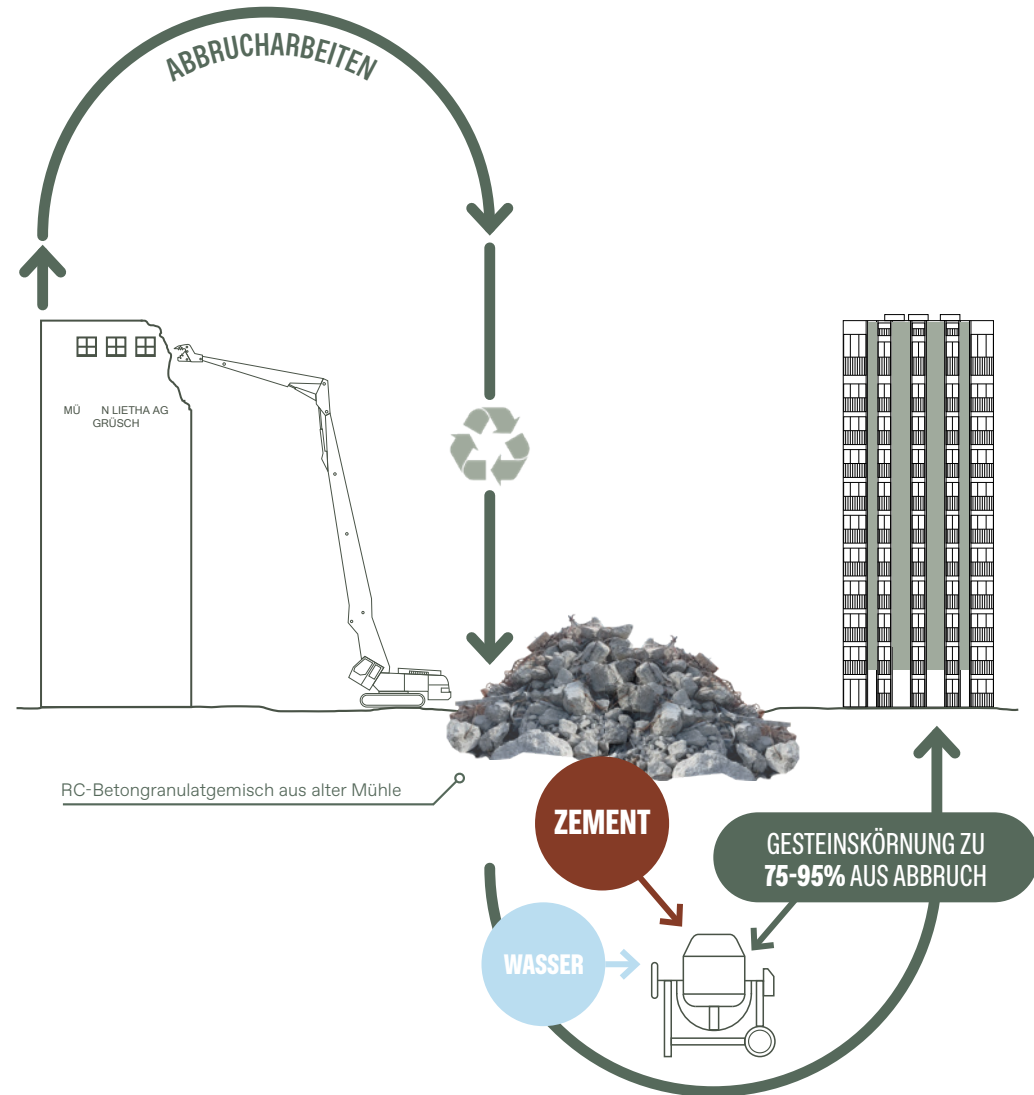 ABBRUCHARBEITEN
MÜ N LIETHA AG
GRÜSCH
RC-Betongranulatgemisch aus alter Mühle
ZEMENT
GESTEINSKÖRNUNG ZU
75-95% AUS ABBRUCH
WASSER